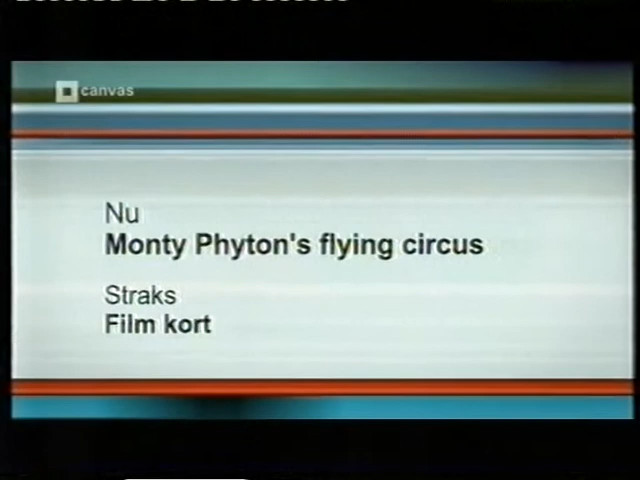 canvas
Nu
Monty Phyton's flying circus
Straks
Film kort